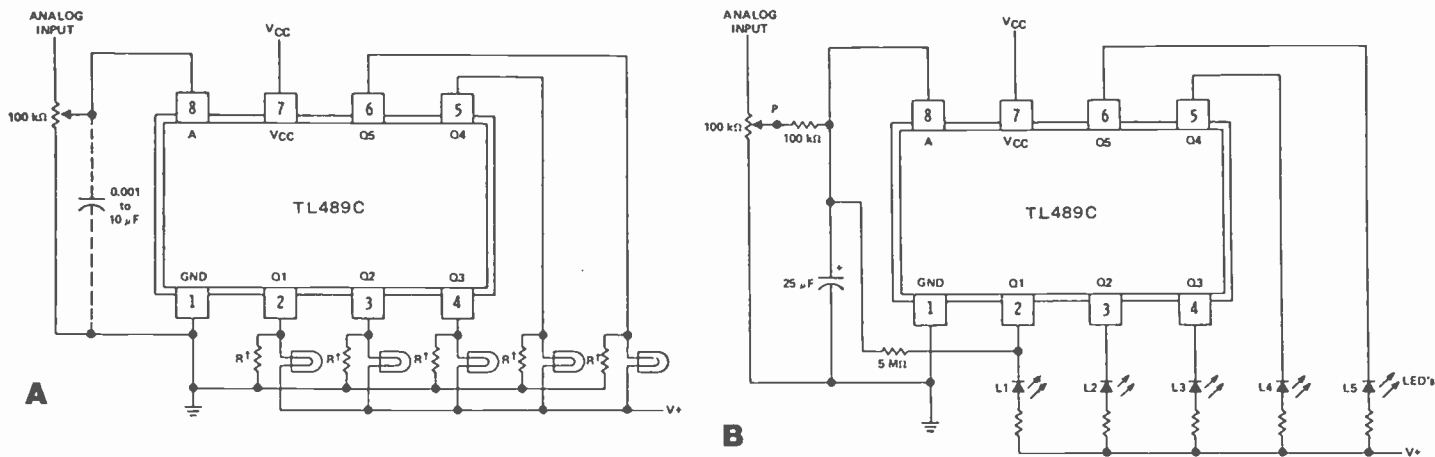 ANALOG
INPUT
VCC
100 kΩ
8
7
6
5
A
VCC
Q5
Q4
0.001
to
10 µF
TL489C
GND
Q1
Q2
Q3
1
2
3
4
R†
R†
R†
R†
R†
V+
A
ANALOG
INPUT
VCC
P
100 kΩ
100 kΩ
8
7
6
5
A
VCC
Q5
Q4
TL489C
25 µF
+
GND
Q1
Q2
Q3
1
2
3
4
5 MΩ
L1
L2
L3
L4
L5
LED's
V+
B